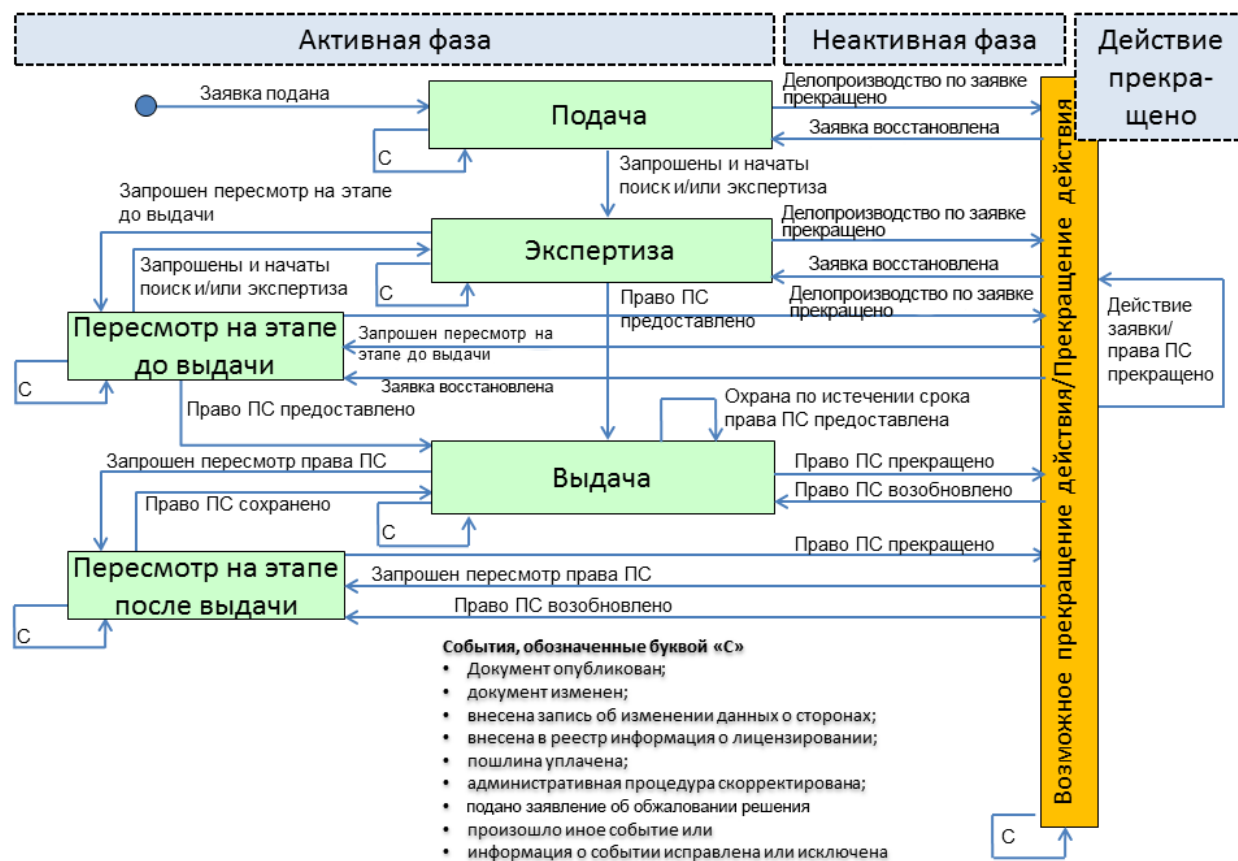 Активная фаза
Неактивная фаза
Действие
прекра-
щено
Заявка подана
Подача
Делопроизводство по заявке
прекращено
Заявка восстановлена
С
Запрошены и начаты
поиск и/или экспертиза
Запрошен пересмотр на этапе
до выдачи
Экспертиза
Делопроизводство по заявке
прекращено
Заявка восстановлена
Запрошены и начаты
поиск и/или экспертиза
С
Право ПС
предоставлено
Делопроизводство по заявке
прекращено
Действие
заявки/
права ПС
прекращено
Пересмотр на этапе
до выдачи
Запрошен пересмотр на
этапе до выдачи
Заявка восстановлена
С
Право ПС предоставлено
Охрана по истечении срока
права ПС предоставлена
Запрошен пересмотр права ПС
Выдача
Право ПС прекращено
Право ПС возобновлено
Право ПС сохранено
С
Право ПС прекращено
Пересмотр на этапе
после выдачи
Запрошен пересмотр права ПС
Право ПС возобновлено
С
Возможное прекращение действия/Прекращение действия
События, обозначенные буквой «С»
• Документ опубликован;
• документ изменен;
• внесена запись об изменении данных о сторонах;
• внесена в реестр информация о лицензировании;
• пошлина уплачена;
• административная процедура скорректирована;
• подано заявление об обжаловании решения
• произошло иное событие или
• информация о событии исправлена или исключена
С